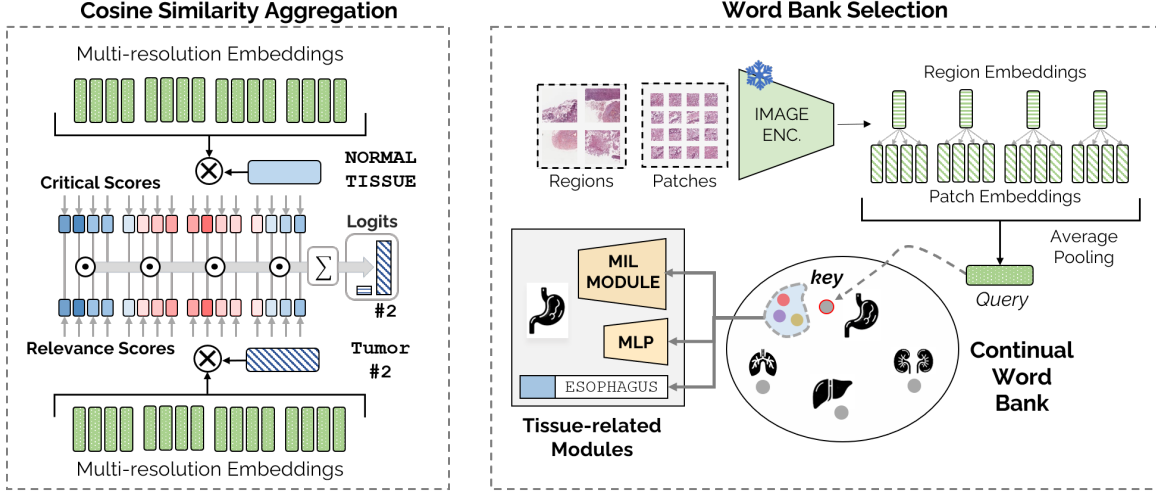 Cosine Similarity Aggregation
Multi-resolution Embeddings
NORMAL
TISSUE
Critical Scores
Logits
Σ
#2
Relevance Scores
Tumor
#2
Multi-resolution Embeddings
Word Bank Selection
IMAGE
ENC.
Regions
Patches
Region Embeddings
Patch Embeddings
Average
Pooling
Query
key
MIL
MODULE
MLP
ESOPHAGUS
Tissue-related
Modules
Continual
Word
Bank